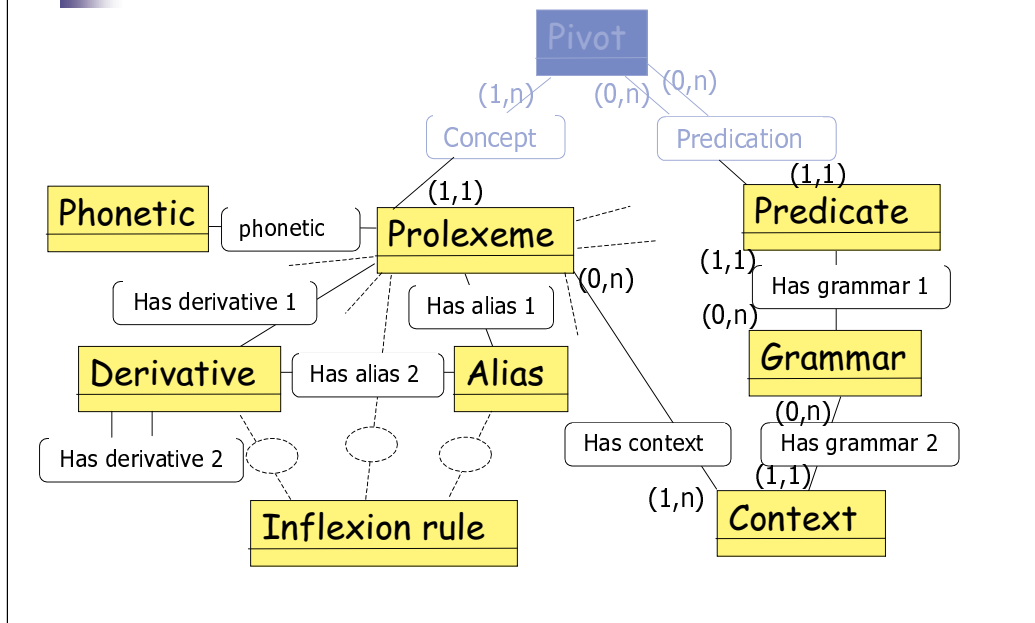 Pivot
(1,n)
(0,n)
(0,n)
Concept
Predication
(1,1)
(1,1)
Phonetic
phonetic
Prolexeme
Predicate
(0,n)
(1,1)
Has derivative 1
Has alias 1
Has grammar 1
(0,n)
Derivative
Has alias 2
Alias
Grammar
(0,n)
Has derivative 2
Has context
Has grammar 2
(1,1)
(1,n)
Inflexion rule
Context